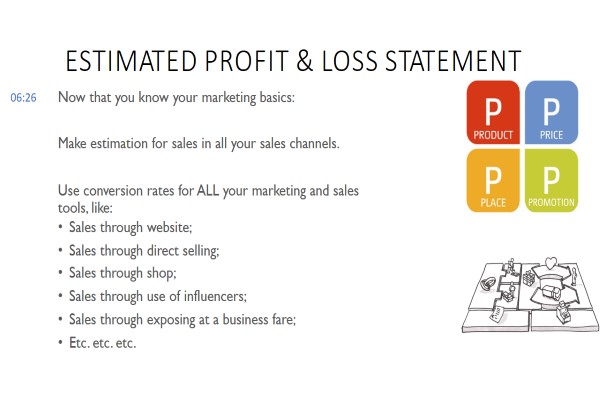 ESTIMATED PROFIT & LOSS STATEMENT
06:26
Now that you know your marketing basics:
Make estimation for sales in all your sales channels.
Use conversion rates for ALL your marketing and sales
tools, like:
• Sales through website;
• Sales through direct selling;
• Sales through shop;
• Sales through use of influencers;
• Sales through exposing at a business fare;
• Etc. etc. etc.
P
PRODUCT
P
PRICE
P
PLACE
P
PROMOTION